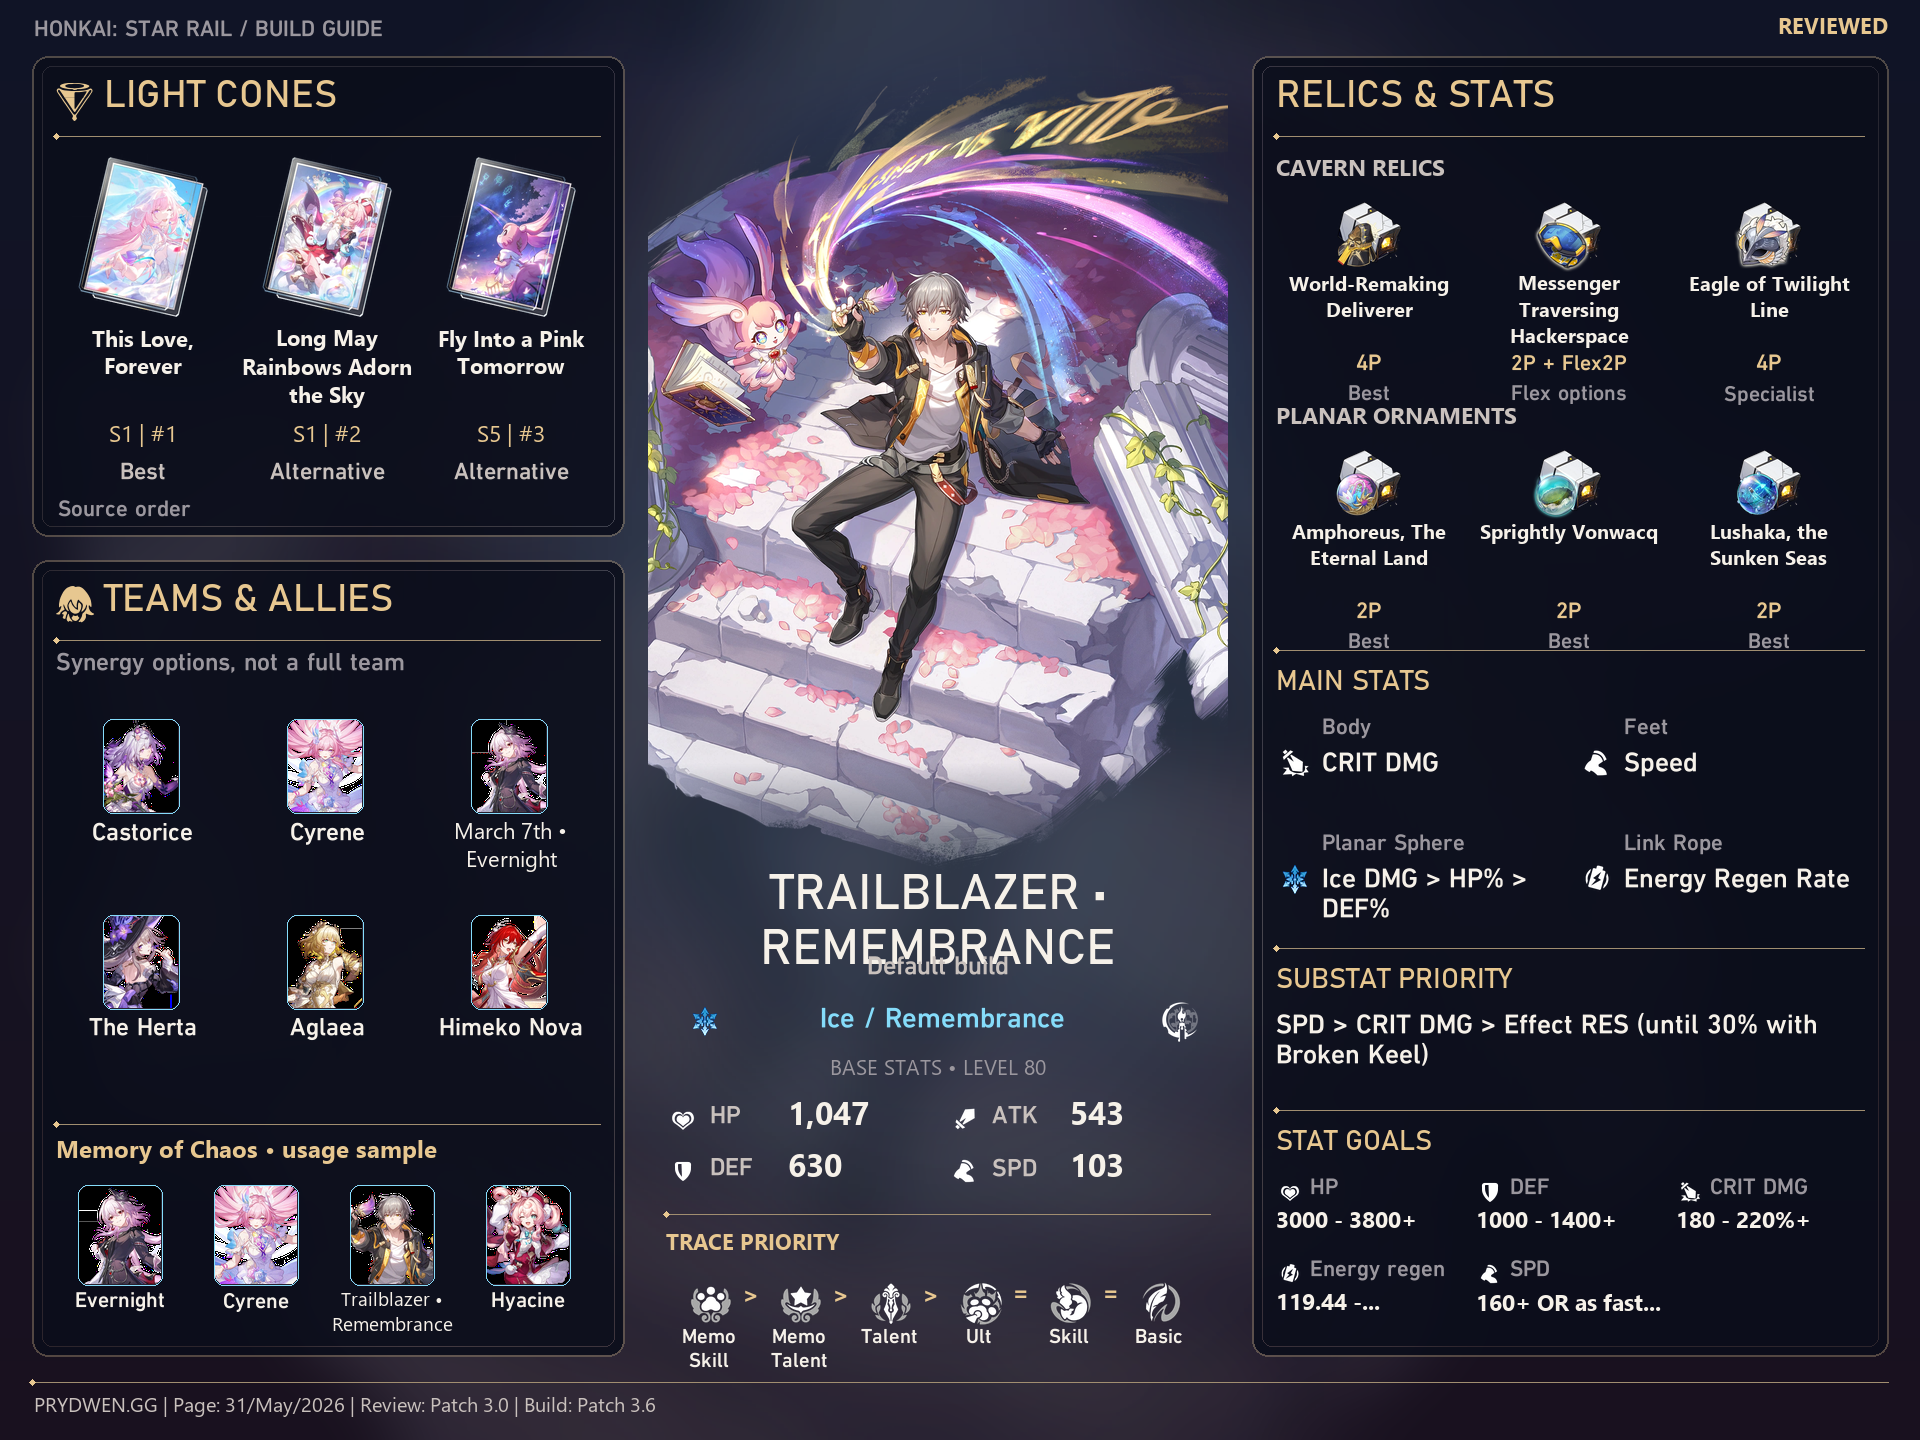 HONKAI: STAR RAIL / BUILD GUIDE
REVIEWED
LIGHT CONES
This Love,
Forever
S1 | #1
Best
Long May
Rainbows Adorn
the Sky
S1 | #2
Alternative
Fly Into a Pink
Tomorrow
S5 | #3
Alternative
Source order
TEAMS & ALLIES
Synergy options, not a full team
Castorice
Cyrene
March 7th •
Evernight
The Herta
Aglaea
Himeko Nova
Memory of Chaos • usage sample
Evernight
Cyrene
Trailblazer •
Remembrance
Hyacine
TRAILBLAZER •
REMEMBRANCE
Default build
Ice / Remembrance
BASE STATS • LEVEL 80
HP 1,047
ATK 543
DEF 630
SPD 103
TRACE PRIORITY
Memo
Skill
>
Memo
Talent
>
Talent
>
Ult
=
Skill
=
Basic
RELICS & STATS
CAVERN RELICS
World-Remaking
Deliverer
4P
Best
Messenger
Traversing
Hackerspace
2P + Flex2P
Flex options
Eagle of Twilight
Line
4P
Specialist
PLANAR ORNAMENTS
Amphoreus, The
Eternal Land
2P
Best
Sprightly Vonwacq
2P
Best
Lushaka, the
Sunken Seas
2P
Best
MAIN STATS
Body
CRIT DMG
Feet
Speed
Planar Sphere
Ice DMG > HP% >
DEF%
Link Rope
Energy Regen Rate
SUBSTAT PRIORITY
SPD > CRIT DMG > Effect RES (until 30% with
Broken Keel)
STAT GOALS
HP
3000 - 3800+
DEF
1000 - 1400+
CRIT DMG
180 - 220%+
Energy regen
119.44 -...
SPD
160+ OR as fast...
PRYDWEN.GG | Page: 31/May/2026 | Review: Patch 3.0 | Build: Patch 3.6